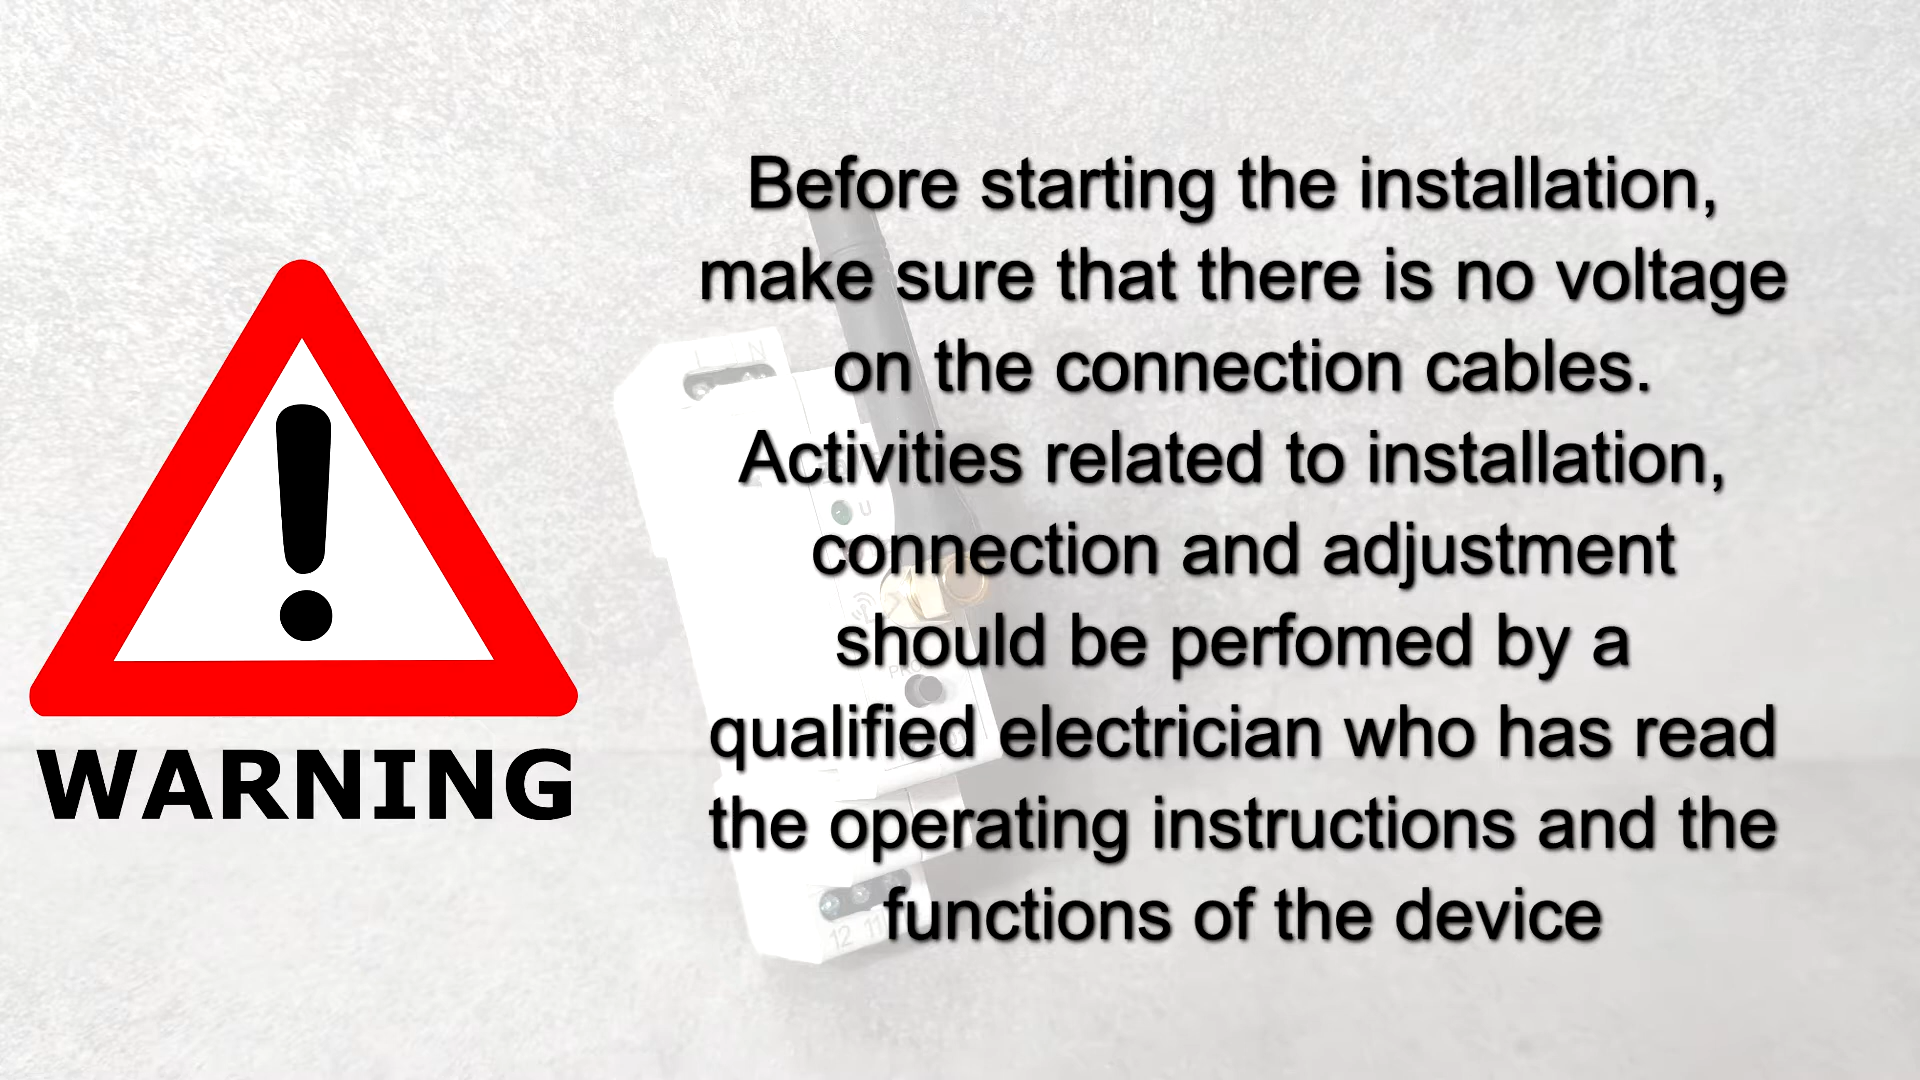 WARNING
Before starting the installation,
make sure that there is no voltage
on the connection cables.
Activities related to installation,
connection and adjustment
should be perfomed by a
qualified electrician who has read
the operating instructions and the
functions of the device
L N
U
12 11